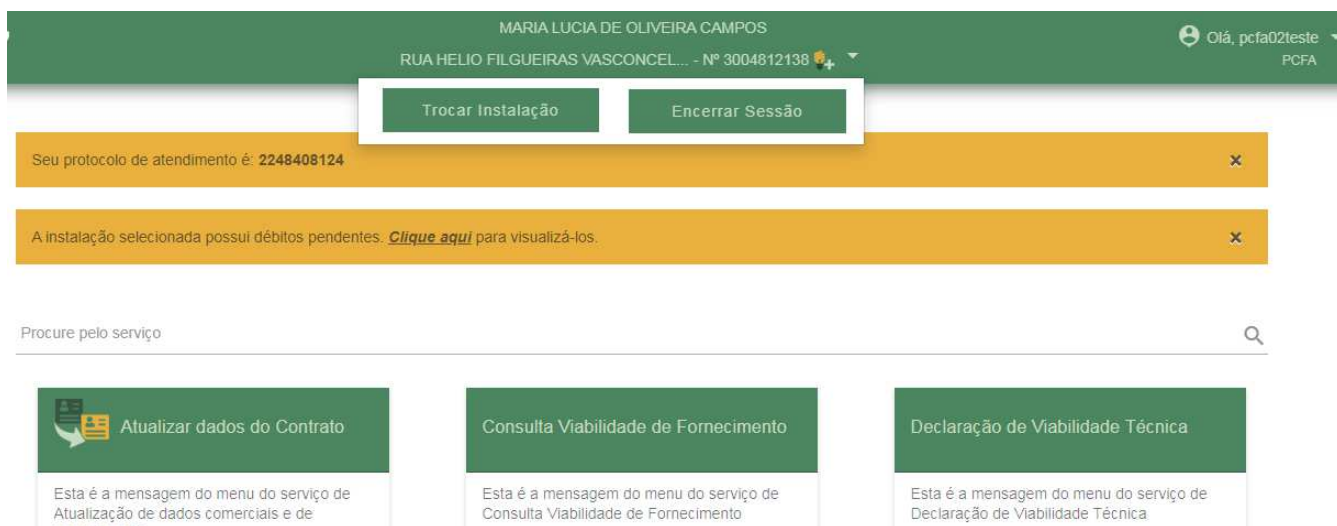 MARIA LUCIA DE OLIVEIRA CAMPOS
RUA HELIO FILGUEIRAS VASCONCEL... - Nº 3004812138
Olá, pcfa02teste
PCFA
Trocar Instalação
Encerrar Sessão
Seu protocolo de atendimento é: 2248408124
A instalação selecionada possui débitos pendentes. Clique aqui para visualizá-los.
Procure pelo serviço
Atualizar dados do Contrato
Esta é a mensagem do menu do serviço de
Atualização de dados comerciais e de
Consulta Viabilidade de Fornecimento
Esta é a mensagem do menu do serviço de
Consulta Viabilidade de Fornecimento
Declaração de Viabilidade Técnica
Esta é a mensagem do menu do serviço de
Declaração de Viabilidade Técnica